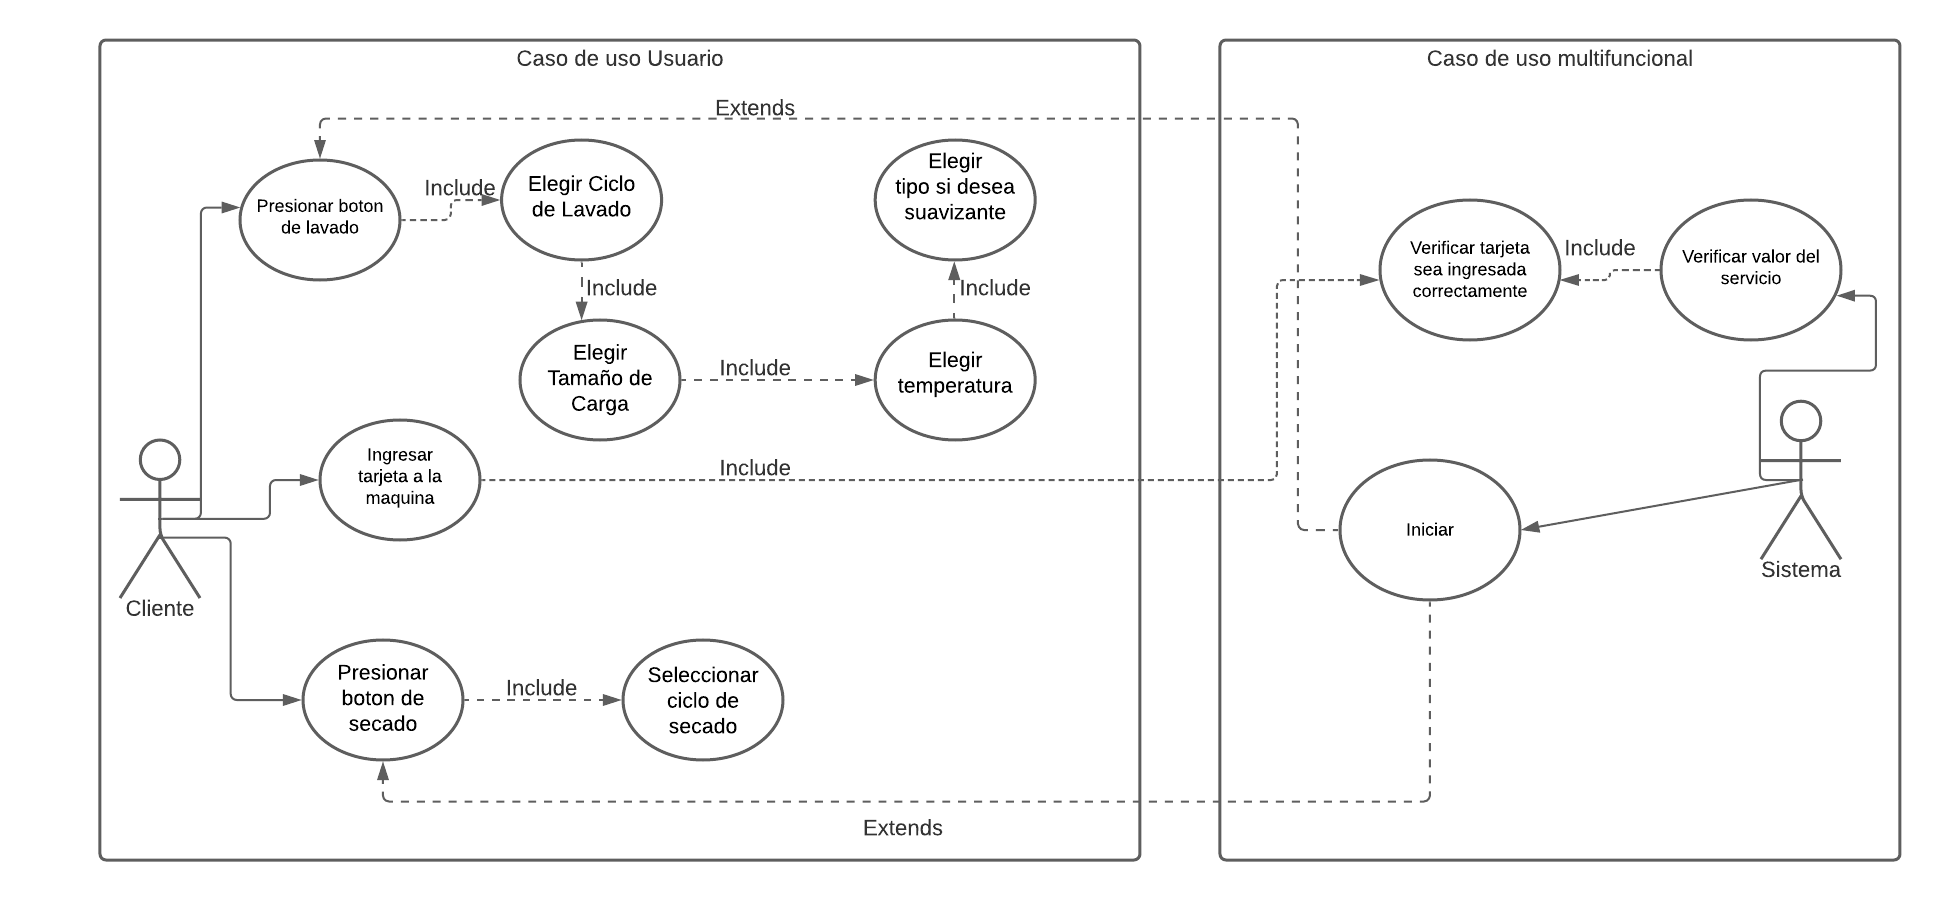 Caso de uso Usuario
Caso de uso multifuncional
Extends
Presionar boton
de lavado
Include
Elegir Ciclo
de Lavado
Elegir
tipo si desea
suavizante
Verificar tarjeta
sea ingresada
correctamente
Include
Verificar valor del
servicio
Include
Include
Elegir
Tamaño de
Carga
Include
Elegir
temperatura
Ingresar
tarjeta a la
maquina
Include
Iniciar
Sistema
Cliente
Presionar
boton de
secado
Include
Seleccionar
ciclo de
secado
Extends